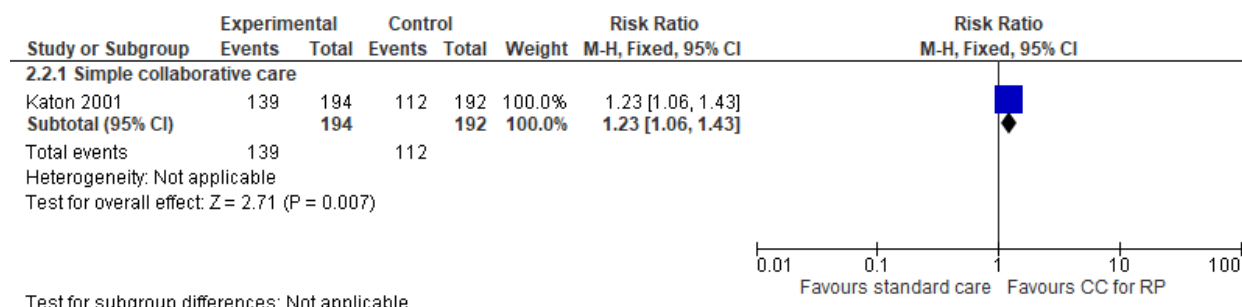 Experimental Control Risk Ratio Risk Ratio
Study or Subgroup Events Total Events Total Weight M-H, Fixed, 95% CI M-H, Fixed, 95% CI
2.2.1 Simple collaborative care
Katon 2001 139 194 112 192 100.0% 1.23 [1.06, 1.43]
Subtotal (95% CI) 194 192 100.0% 1.23 [1.06, 1.43]
Total events 139 112
Heterogeneity: Not applicable
Test for overall effect: Z = 2.71 (P = 0.007)
0.01 0.1 1 10 100
Favours standard care Favours CC for RP
Test for subgroup differences: Not applicable